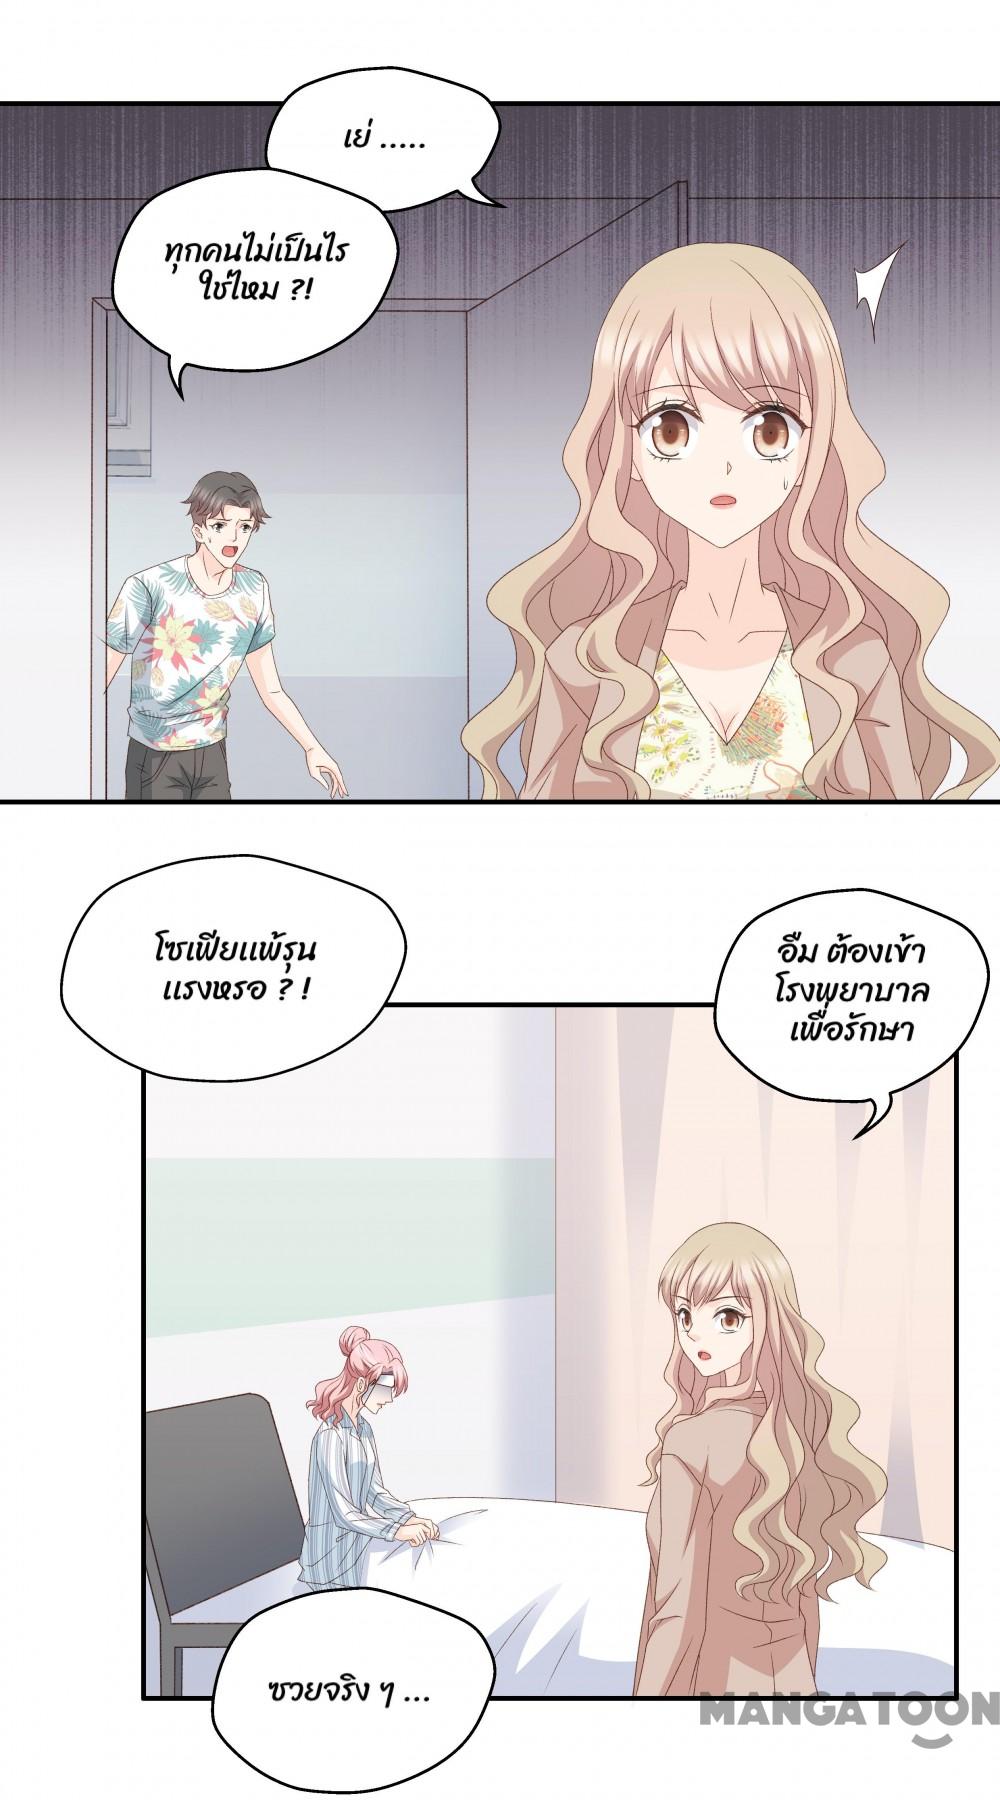 เย่ .....
ทุกคนไม่เป็นไร
ใช่ไหม ?!
โซเฟียแพ้รุน
แรงหรอ ? !
อืม ต้องเข้า
โรงพยาบาล
เพื่อรักษา
ซวยจริง ๆ ...
MANGATOON